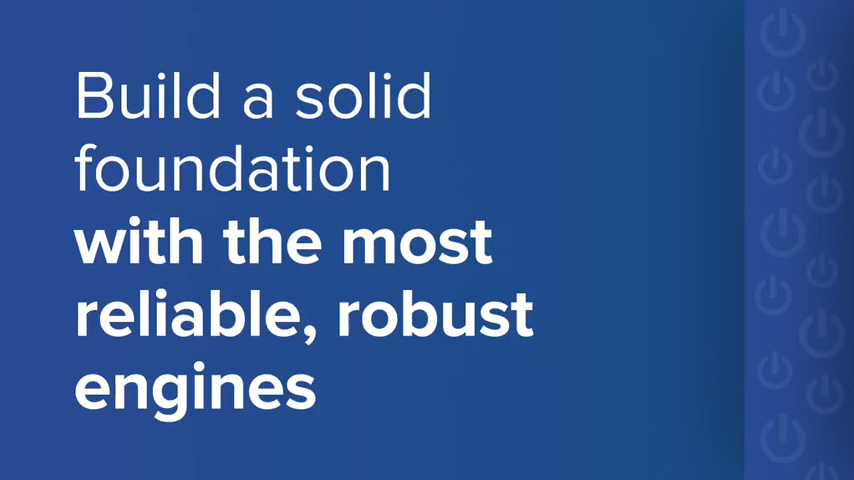 Build a solid
foundation
with the most
reliable, robust
engines